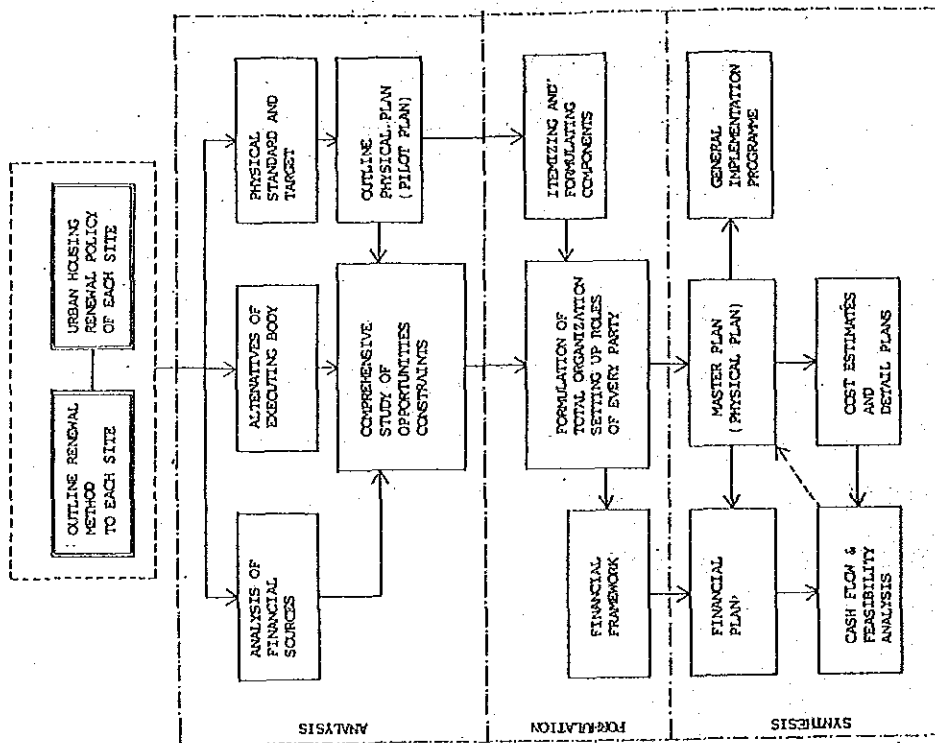 : OUTLINE RENEWAL
METHOD
TO EACH SITE
URBAN HOUSING
RENEWAL POLICY
OF EACH SITE
ANALYSIS
ANALYSIS OF
FINANCIAL
SOURCES
ALTENATIVES OF
EXECUTING BODY
PHYSICAL
STANDARD AND
TARGET
COMPREHENSIVE
STUDY OF
OPPORTUNITIES
CONSTRAINTS
OUTLINE
PHYSICAL PLAN
(PILOT PLAN)
FORMULATION
FINANCIAL
FRAMEWORK
FORMULATION OF
TOTAL ORGANIZATION
SETTING UP ROLES
OF EVERY PARTY
ITEMIZING AND
FORMULATING
COMPONENTS
SYNTHESIS
FINANCIAL
PLAN
MASTER PLAN
(PHYSICAL PLAN)
GENERAL
IMPLEMENTATION
PROGRAMME
CASH FLOW &
FEASIBILITY
ANALYSIS
COST ESTIMATES
AND
DETAIL PLANS